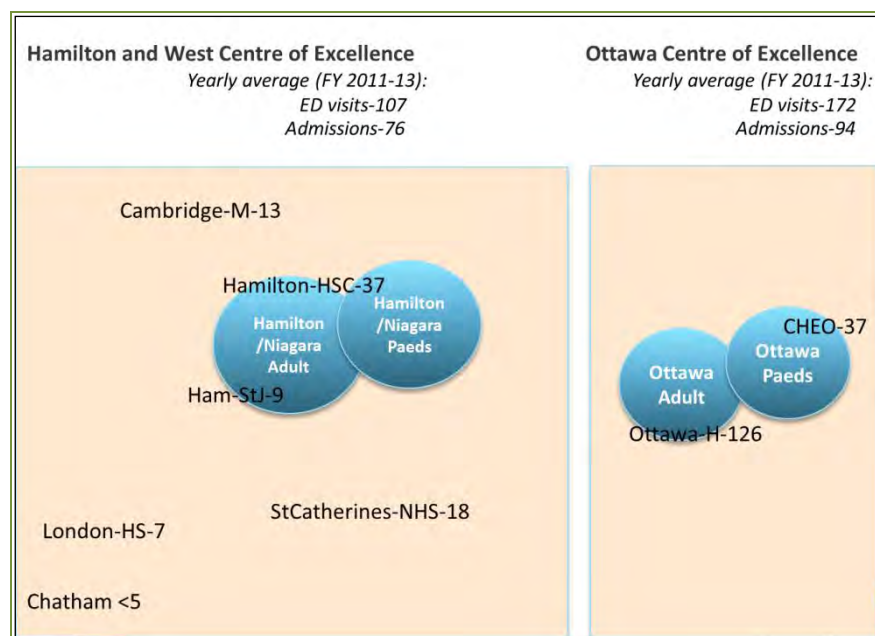 Hamilton and West Centre of Excellence
Yearly average (FY 2011-13):
ED visits-107
Admissions-76
Cambridge-M-13
Hamilton-HSC-37
Hamilton
/Niagara
Adult
Hamilton
/Niagara
Paeds
Ham-StJ-9
StCatherines-NHS-18
London-HS-7
Chatham <5
Ottawa Centre of Excellence
Yearly average (FY 2011-13):
ED visits-172
Admissions-94
CHEO-37
Ottawa
Paeds
Ottawa
Adult
Ottawa-H-126